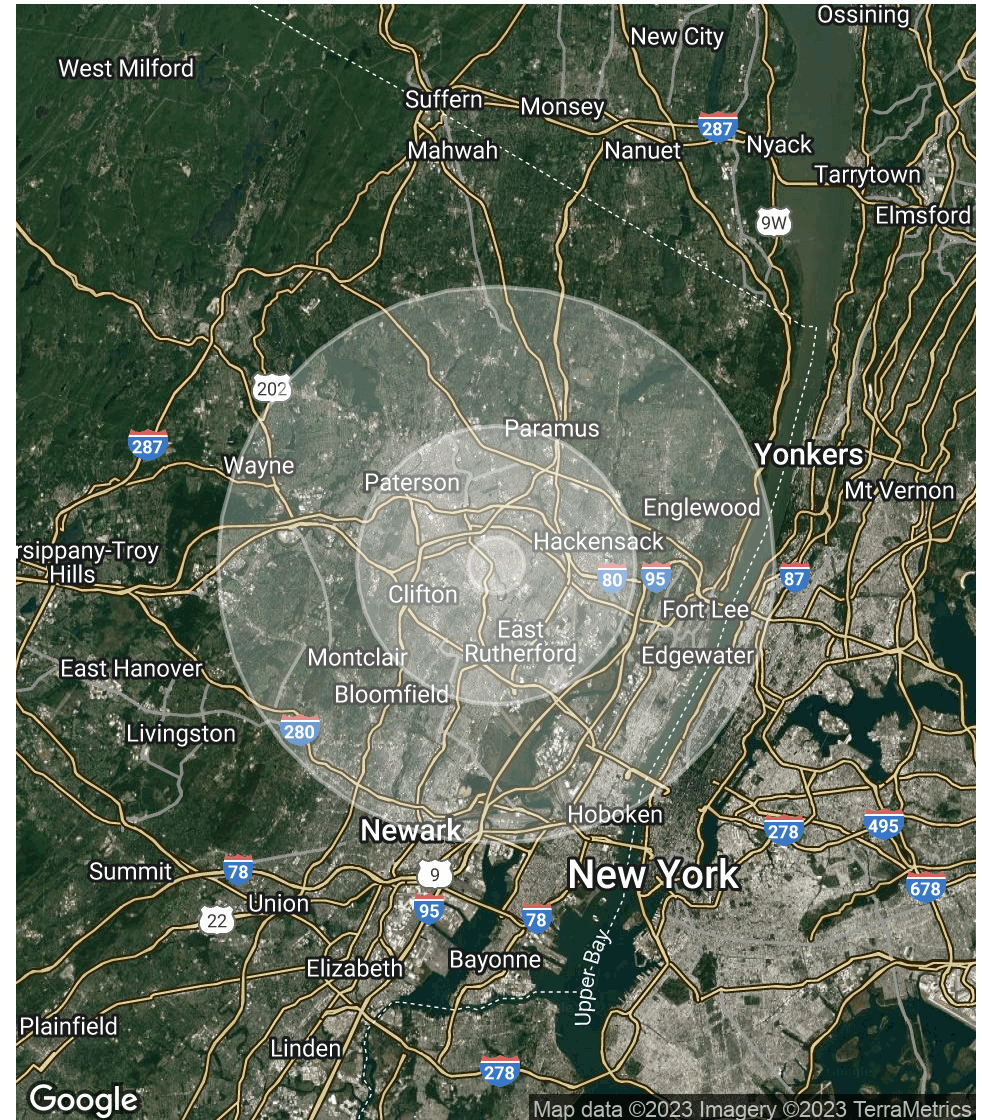 Ossining
New City
West Milford
Suffern
Monsey
287
Mahwah
Nanuet
Nyack
Tarrytown
9W
Elmsford
202
Paramus
287
Yonkers
Wayne
Paterson
Mt Vernon
Englewood
Hackensack
rsippany-Troy
Hills
80
95
87
Clifton
Fort Lee
East
Rutherford
Montclair
Edgewater
East Hanover
Bloomfield
280
Livingston
Hoboken
Newark
278
495
Summit
78
9
New York
678
Union
22
95
78
Bayonne
Elizabeth
Upper Bay
Plainfield
Linden
278
Google
Map data ©2023 Imagery ©2023 TerraMetrics